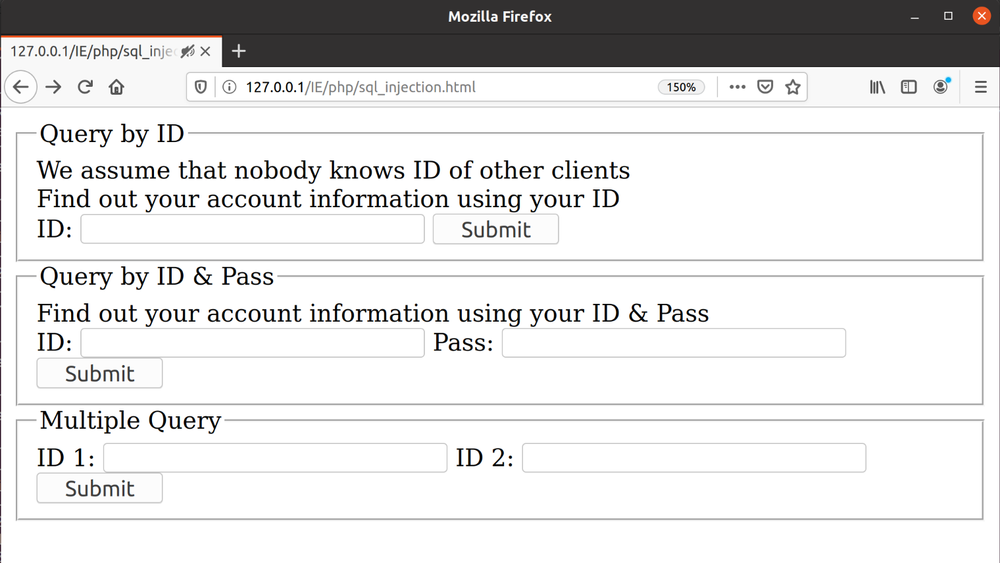 Mozilla Firefox
127.0.0.1/IE/php/sql_inje
127.0.0.1/IE/php/sql_injection.html
150%
Query by ID
We assume that nobody knows ID of other clients
Find out your account information using your ID
ID: Submit
Query by ID & Pass
Find out your account information using your ID & Pass
ID: Pass:
Submit
Multiple Query
ID 1: ID 2:
Submit